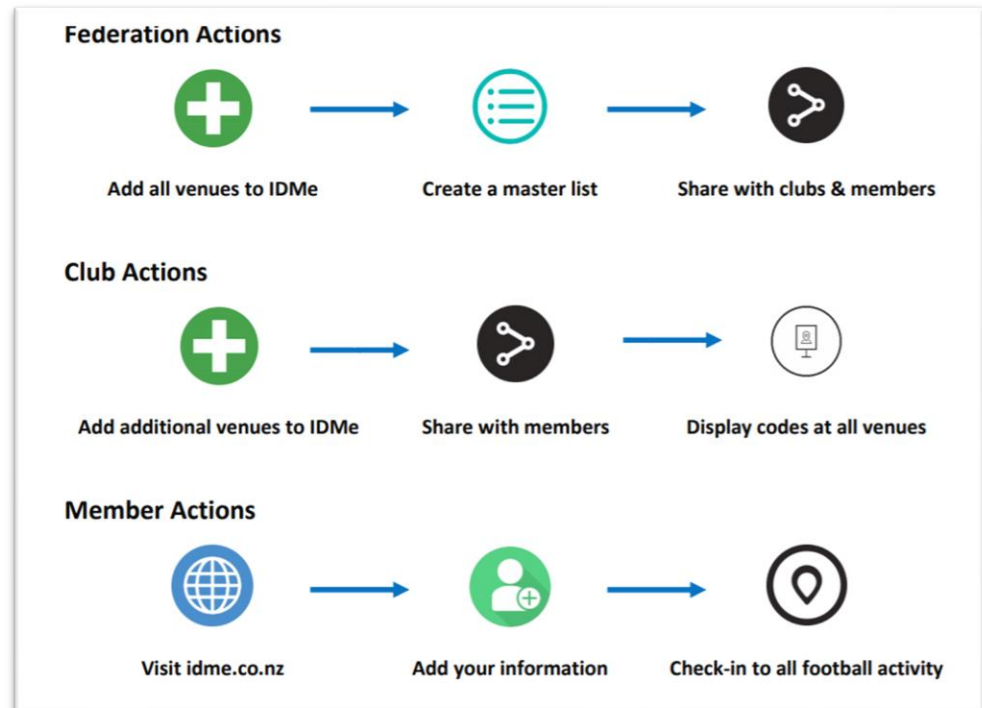 Federation Actions
Add all venues to IDMe
Create a master list
Share with clubs & members
Club Actions
Add additional venues to IDMe
Share with members
Display codes at all venues
Member Actions
Visit idme.co.nz
Add your information
Check-in to all football activity